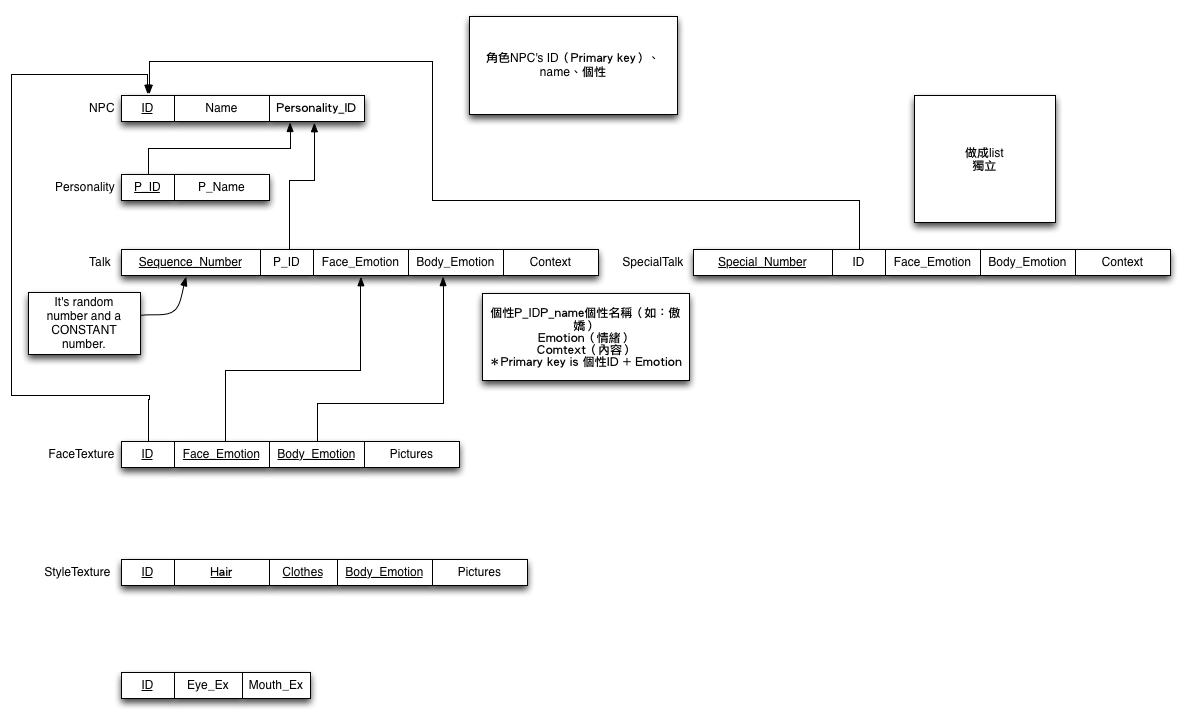 角色NPC's ID（Primary key）、
name、個性
NPC ID Name Personality_ID
做成list
獨立
Personality P_ID P_Name
Talk Sequence_Number P_ID Face_Emotion Body_Emotion Context
SpecialTalk Special_Number ID Face_Emotion Body_Emotion Context
It's random
number and a
CONSTANT
number.
個性P_IDP_name個性名稱（如：傲
嬌）
Emotion（情緒）
Comtext（內容）
＊Primary key is 個性ID + Emotion
FaceTexture ID Face_Emotion Body_Emotion Pictures
StyleTexture ID Hair Clothes Body_Emotion Pictures
ID Eye_Ex Mouth_Ex